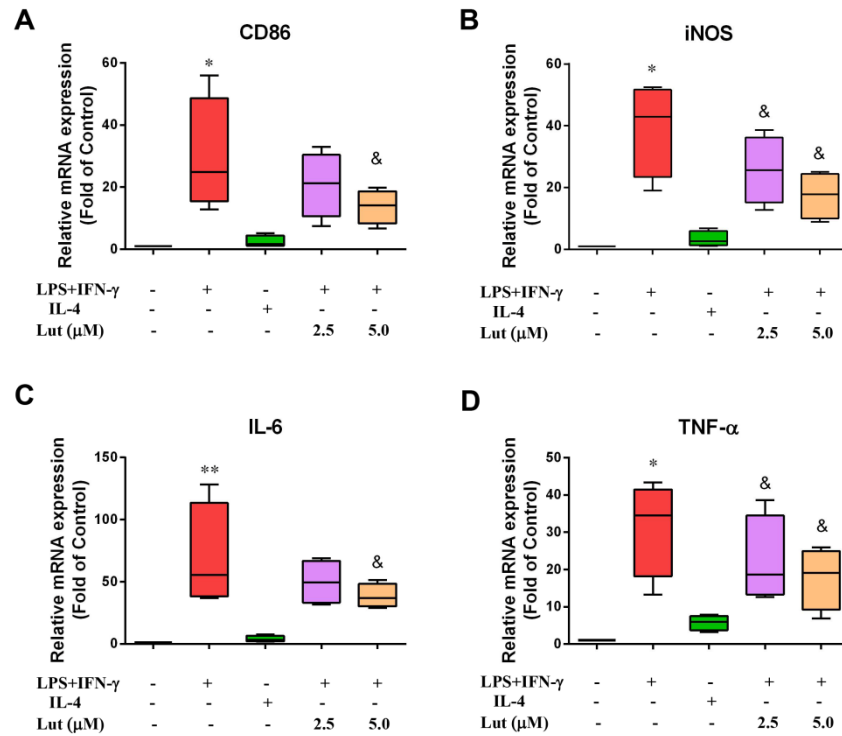 A
CD86
Relative mRNA expression
(Fold of Control)
60
40
20
0
*
&
LPS+IFN-γ - + - + +
IL-4 - - + - -
Lut (μM) - - - 2.5 5.0
B
iNOS
Relative mRNA expression
(Fold of Control)
60
40
20
0
*
&
&
LPS+IFN-γ - + - + +
IL-4 - - + - -
Lut (μM) - - - 2.5 5.0
C
IL-6
Relative mRNA expression
(Fold of Control)
150
100
50
0
**
&
LPS+IFN-γ - + - + +
IL-4 - - + - -
Lut (μM) - - - 2.5 5.0
D
TNF-α
Relative mRNA expression
(Fold of Control)
50
40
30
20
10
0
*
&
&
LPS+IFN-γ - + - + +
IL-4 - - + - -
Lut (μM) - - - 2.5 5.0